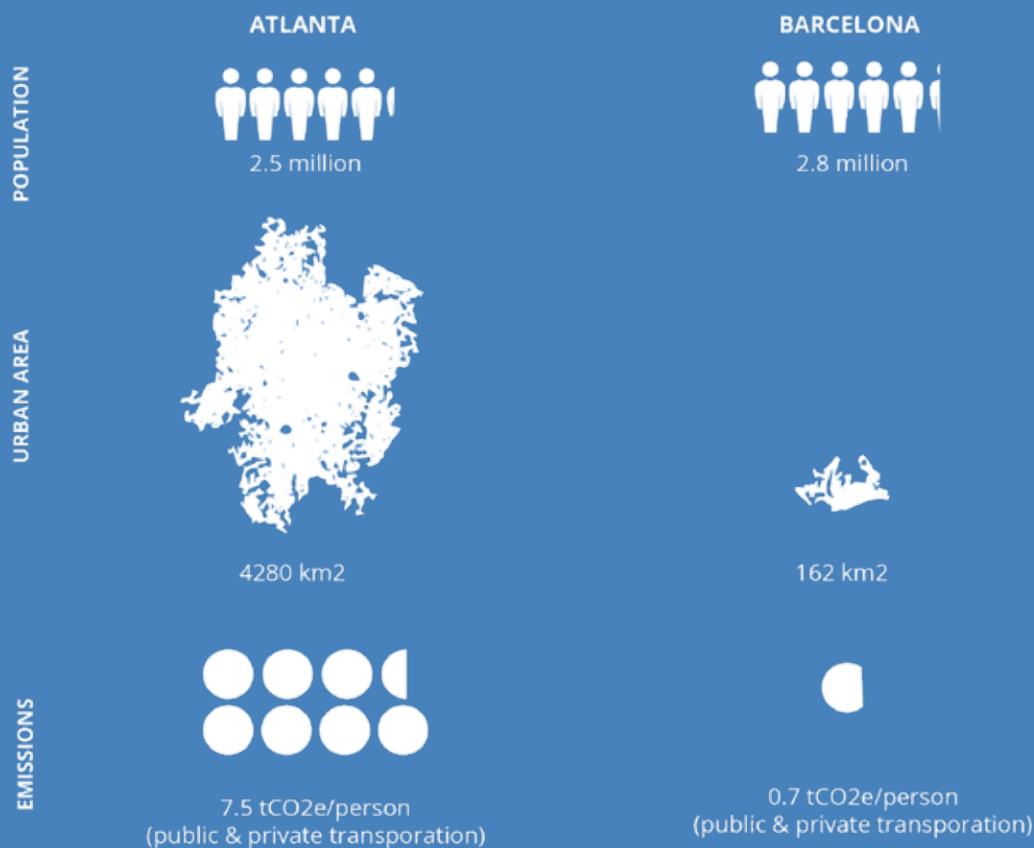 ATLANTA
BARCELONA
POPULATION
2.5 million
2.8 million
URBAN AREA
4280 km2
162 km2
EMISSIONS
7.5 tCO2e/person
(public & private transporation)
0.7 tCO2e/person
(public & private transporation)